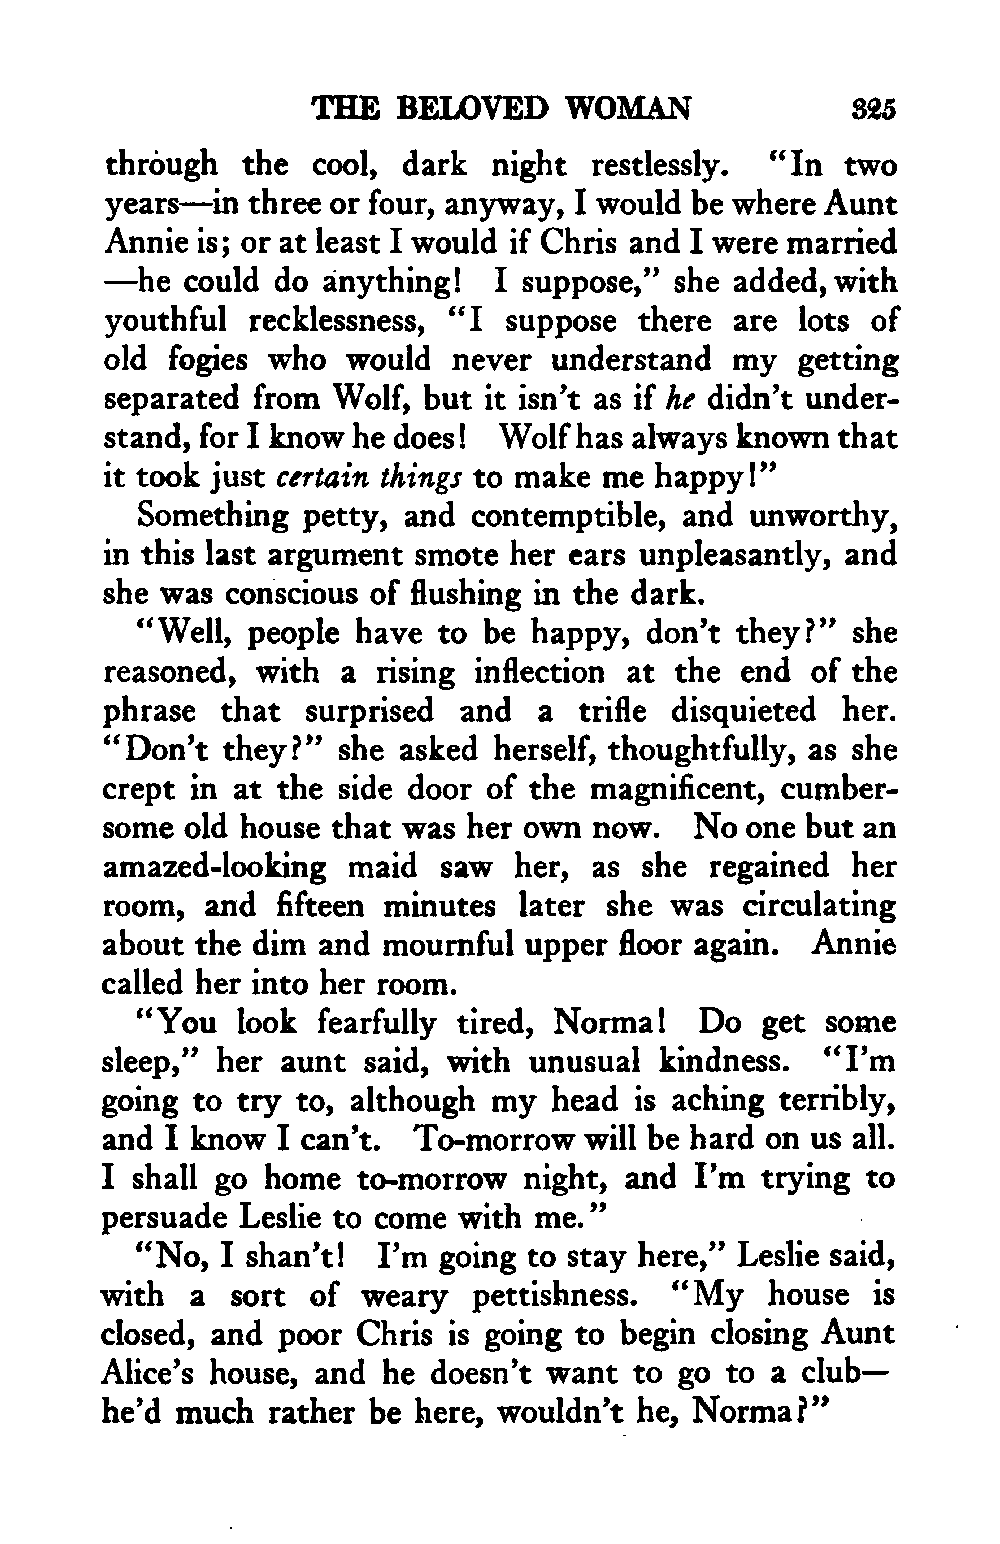 THE BELOVED WOMAN 325
through the cool, dark night restlessly. "In two
years—in three or four, anyway, I would be where Aunt
Annie is; or at least I would if Chris and I were married
—he could do anything! I suppose," she added, with
youthful recklessness, "I suppose there are lots of
old fogies who would never understand my getting
separated from Wolf, but it isn't as if he didn't under-
stand, for I know he does! Wolf has always known that
it took just certain things to make me happy!"
Something petty, and contemptible, and unworthy,
in this last argument smote her ears unpleasantly, and
she was conscious of flushing in the dark.
"Well, people have to be happy, don't they?" she
reasoned, with a rising inflection at the end of the
phrase that surprised and a trifle disquieted her.
"Don't they?" she asked herself, thoughtfully, as she
crept in at the side door of the magnificent, cumber-
some old house that was her own now. No one but an
amazed-looking maid saw her, as she regained her
room, and fifteen minutes later she was circulating
about the dim and mournful upper floor again. Annie
called her into her room.
"You look fearfully tired, Norma! Do get some
sleep," her aunt said, with unusual kindness. "I'm
going to try to, although my head is aching terribly,
and I know I can't. To-morrow will be hard on us all.
I shall go home to-morrow night, and I'm trying to
persuade Leslie to come with me."
"No, I shan't! I'm going to stay here," Leslie said,
with a sort of weary pettishness. "My house is
closed, and poor Chris is going to begin closing Aunt
Alice's house, and he doesn't want to go to a club—
he'd much rather be here, wouldn't he, Norma?"